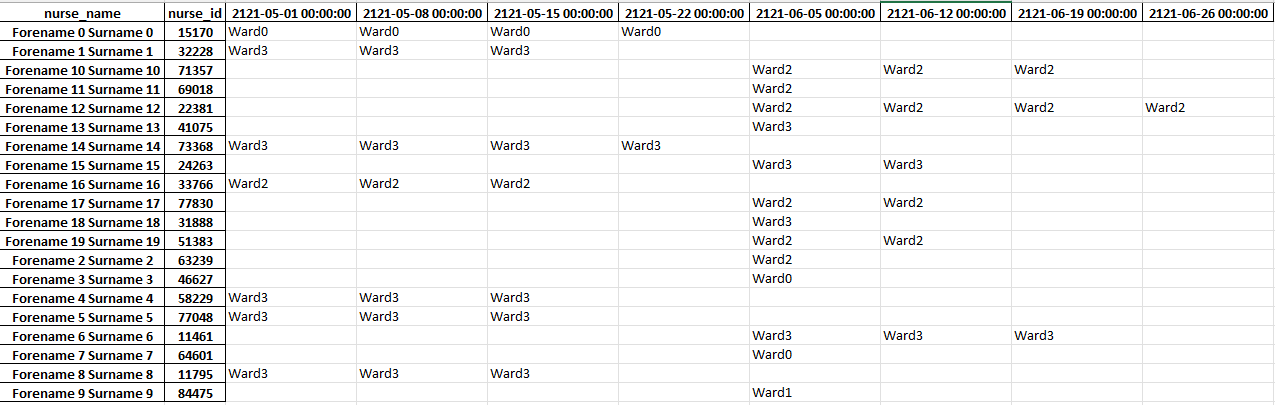 nurse_name nurse_id 2121-05-01 00:00:00 2121-05-08 00:00:00 2121-05-15 00:00:00 2121-05-22 00:00:00 2121-06-05 00:00:00 2121-06-12 00:00:00 2121-06-19 00:00:00 2121-06-26 00:00:00
Forename 0 Surname 0 15170 Ward0 Ward0 Ward0 Ward0
Forename 1 Surname 1 32228 Ward3 Ward3 Ward3
Forename 10 Surname 10 71357 Ward2 Ward2 Ward2
Forename 11 Surname 11 69018 Ward2
Forename 12 Surname 12 22381 Ward2 Ward2 Ward2 Ward2
Forename 13 Surname 13 41075 Ward3
Forename 14 Surname 14 73368 Ward3 Ward3 Ward3 Ward3
Forename 15 Surname 15 24263 Ward3 Ward3
Forename 16 Surname 16 33766 Ward2 Ward2 Ward2
Forename 17 Surname 17 77830 Ward2 Ward2
Forename 18 Surname 18 31888 Ward3
Forename 19 Surname 19 51383 Ward2 Ward2
Forename 2 Surname 2 63239 Ward2
Forename 3 Surname 3 46627 Ward0
Forename 4 Surname 4 58229 Ward3 Ward3 Ward3
Forename 5 Surname 5 77048 Ward3 Ward3 Ward3
Forename 6 Surname 6 11461 Ward3 Ward3 Ward3
Forename 7 Surname 7 64601 Ward0
Forename 8 Surname 8 11795 Ward3 Ward3 Ward3
Forename 9 Surname 9 84475 Ward1